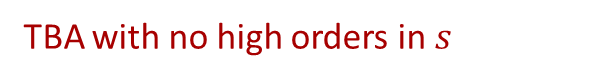 TBA with no high orders in 𝑠